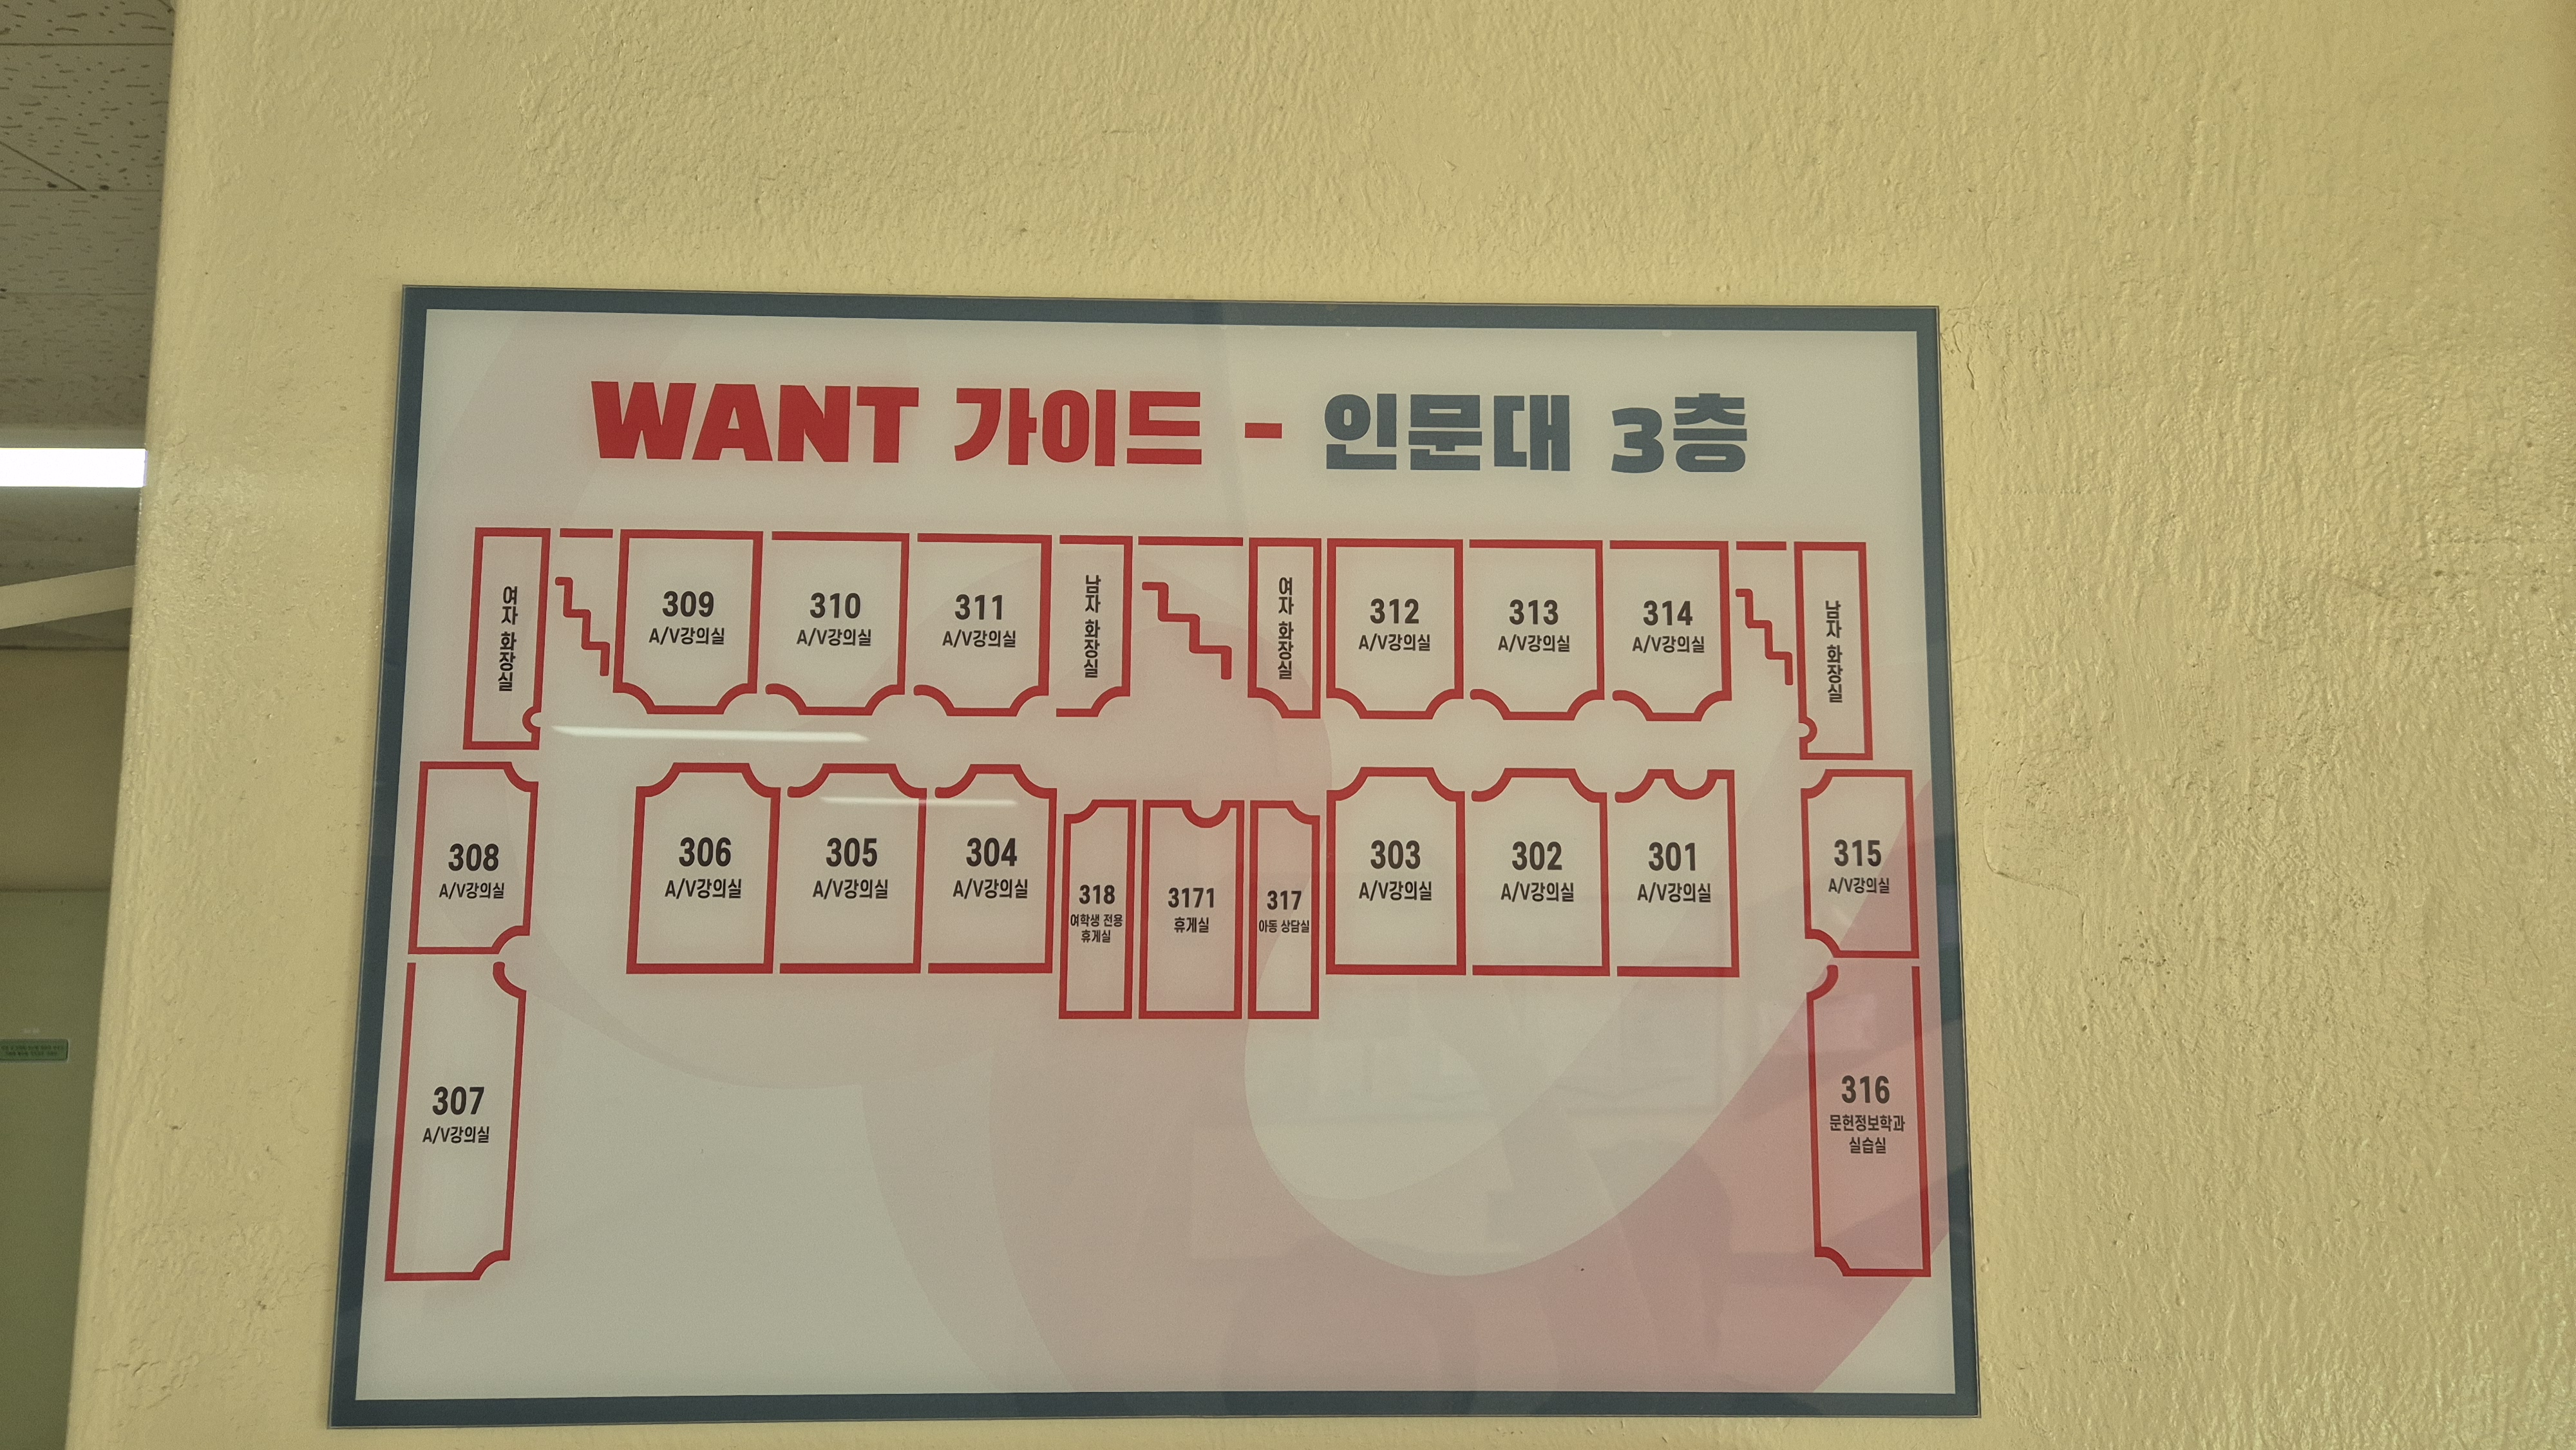 WANT 가이드 - 인문대 3층
여자 화장실
309
A/V강의실
310
A/V강의실
311
A/V강의실
남자 화장실
여자 화장실
312
A/V강의실
313
A/V강의실
314
A/V강의실
남자 화장실
308
A/V강의실
306
A/V강의실
305
A/V강의실
304
A/V강의실
318
여학생 전용
휴게실
3171
휴게실
317
아동 상담실
303
A/V강의실
302
A/V강의실
301
A/V강의실
315
A/V강의실
307
A/V강의실
316
문헌정보학과
실습실